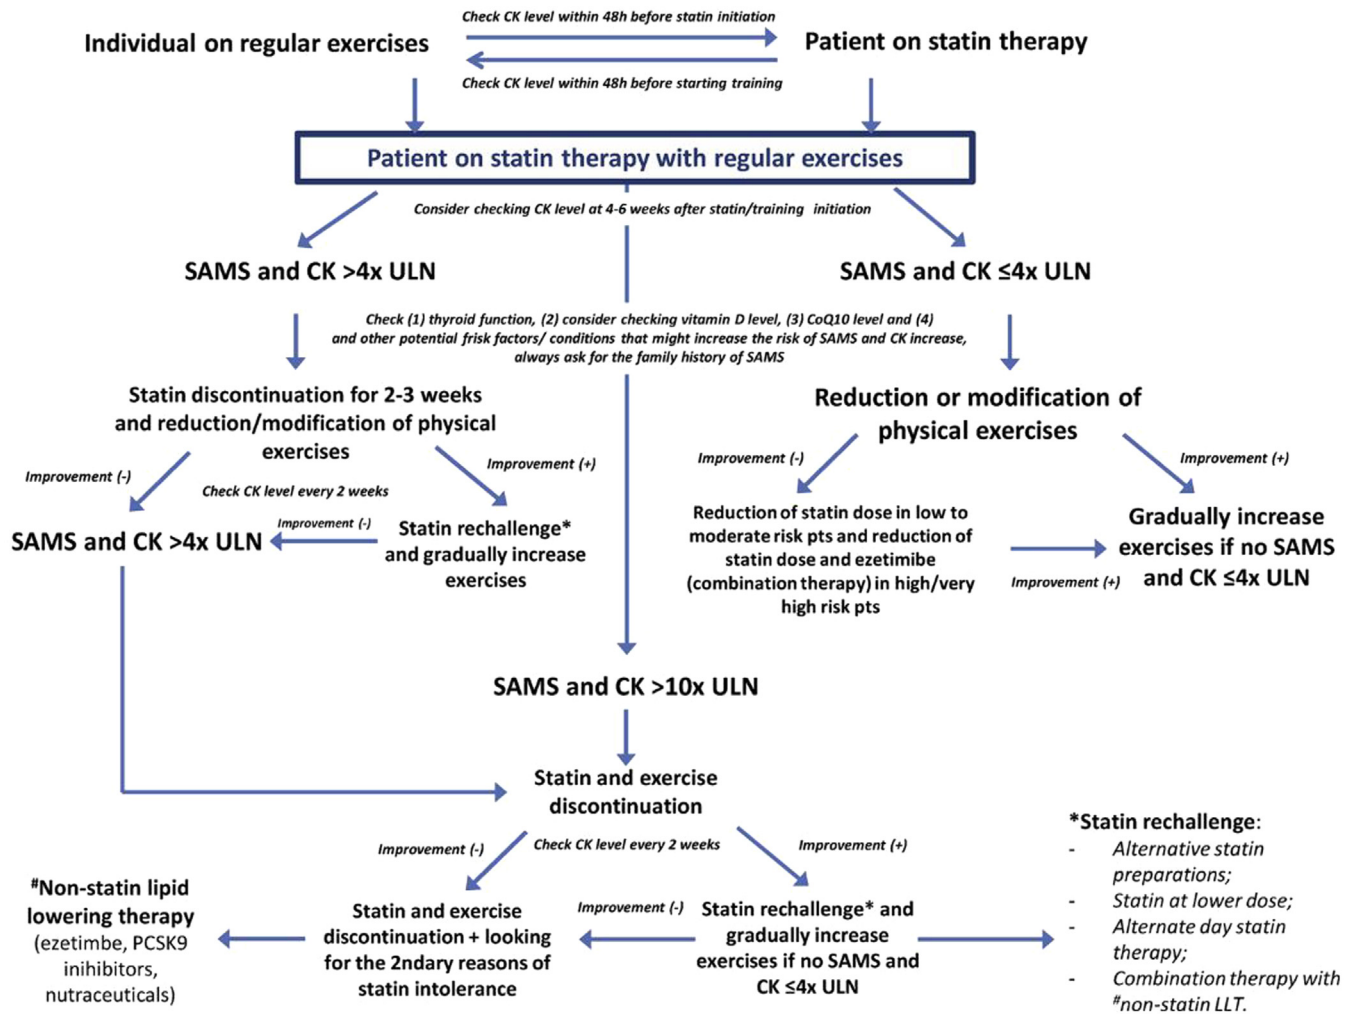 Check CK level within 48h before statin initiation
Individual on regular exercises
Patient on statin therapy
Check CK level within 48h before starting training
Patient on statin therapy with regular exercises
Consider checking CK level at 4-6 weeks after statin/training initiation
SAMS and CK >4x ULN
SAMS and CK ≤4x ULN
Check (1) thyroid function, (2) consider checking vitamin D level, (3) CoQ10 level and (4)
and other potential frisk factors/ conditions that might increase the risk of SAMS and CK increase,
always ask for the family history of SAMS
Statin discontinuation for 2-3 weeks
and reduction/modification of physical
exercises
Reduction or modification of
physical exercises
Improvement (-)
Improvement (+)
Check CK level every 2 weeks
Improvement (-)
Improvement (+)
SAMS and CK >4x ULN
Improvement (-)
Statin rechallenge*
and gradually increase
exercises
Reduction of statin dose in low to
moderate risk pts and reduction of
statin dose and ezetimibe
(combination therapy) in high/very
high risk pts
Improvement (+)
Gradually increase
exercises if no SAMS
and CK ≤4x ULN
SAMS and CK >10x ULN
Statin and exercise
discontinuation
Improvement (-)
Check CK level every 2 weeks
Improvement (+)
#Non-statin lipid
lowering therapy
(ezetimbe, PCSK9
inihibitors,
nutraceuticals)
Statin and exercise
discontinuation + looking
for the 2ndary reasons of
statin intolerance
Improvement (-)
Statin rechallenge* and
gradually increase
exercises if no SAMS and
CK ≤4x ULN
*Statin rechallenge:
- Alternative statin
preparations;
- Statin at lower dose;
- Alternate day statin
therapy;
- Combination therapy with
#non-statin LLT.